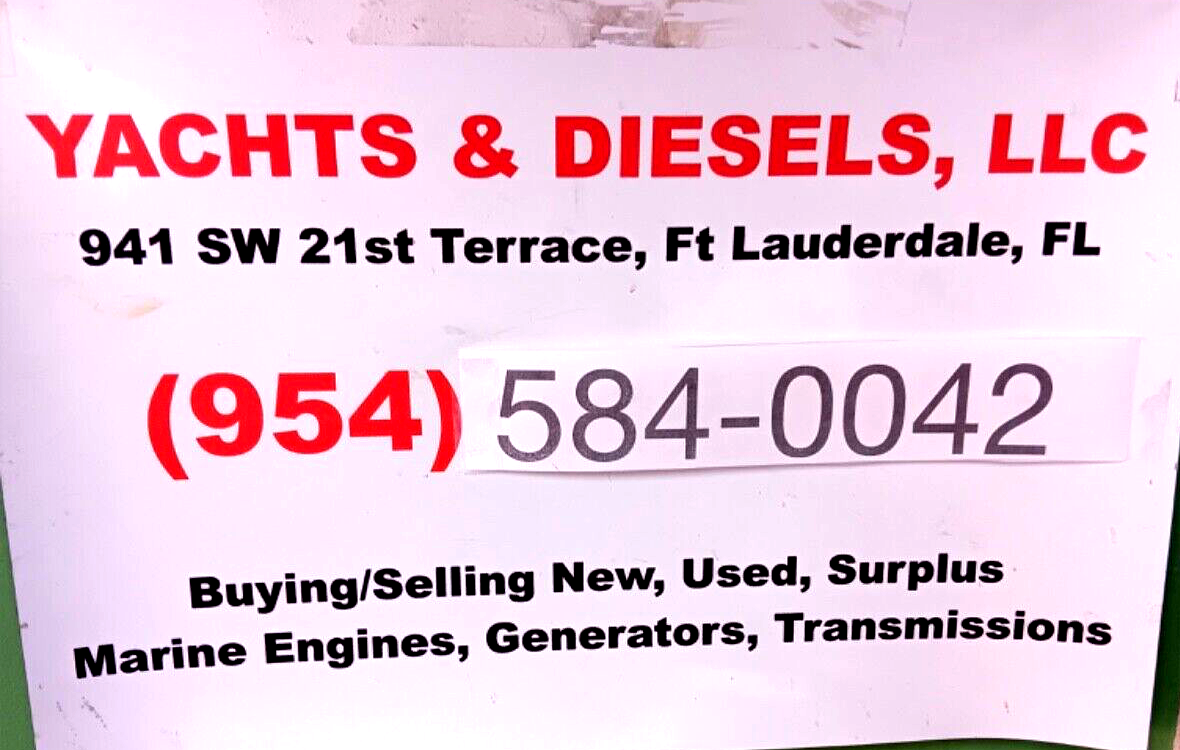 YACHTS & DIESELS, LLC
941 SW 21st Terrace, Ft Lauderdale, FL
(954) 584-0042
Buying/Selling New, Used, Surplus
Marine Engines, Generators, Transmissions